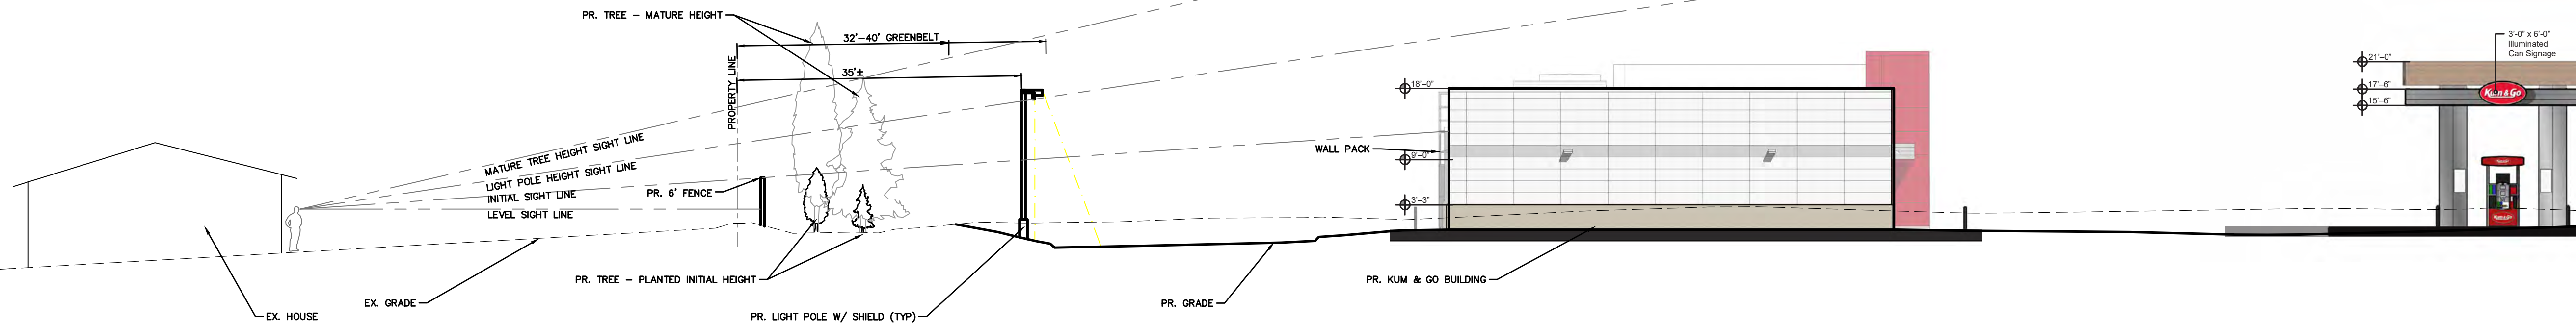 PR. TREE - MATURE HEIGHT
32'-40' GREENBELT
35'±
PROPERTY LINE
MATURE TREE HEIGHT SIGHT LINE
LIGHT POLE HEIGHT SIGHT LINE
INITIAL SIGHT LINE
LEVEL SIGHT LINE
PR. 6' FENCE
PR. TREE - PLANTED INITIAL HEIGHT
EX. GRADE
EX. HOUSE
PR. LIGHT POLE W/ SHIELD (TYP)
PR. GRADE
18'-0"
WALL PACK
9'-0"
3'-3"
PR. KUM & GO BUILDING
3'-0" x 6'-0"
Illuminated
Can Signage
21'-0"
17'-6"
15'-6"
Kum & Go
Kum & Go